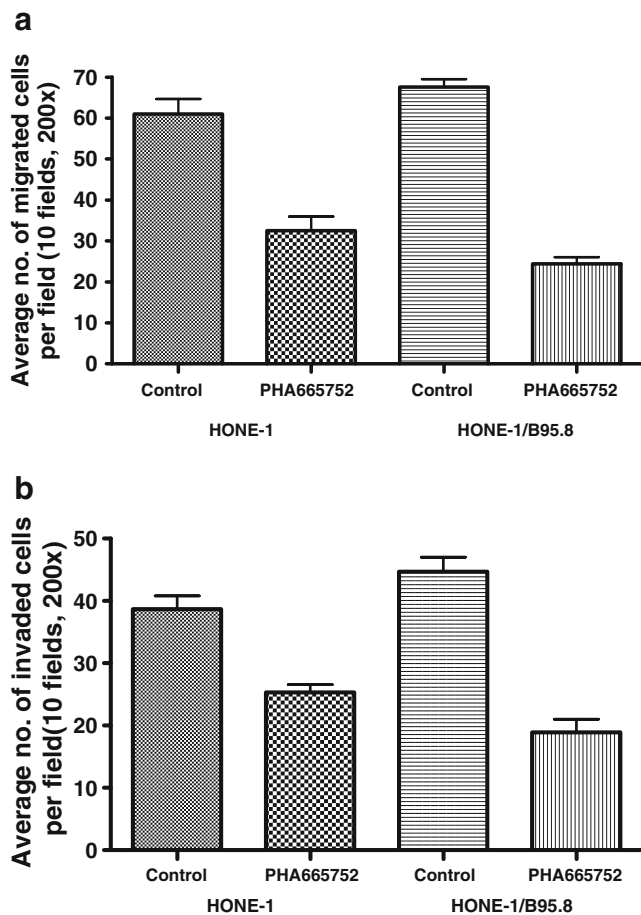 a
Average no. of migrated cells
per field (10 fields, 200x)
70
60
50
40
30
20
10
0
Control PHA665752 Control PHA665752
HONE-1 HONE-1/B95.8
b
Average no. of invaded cells
per field(10 fields, 200x)
50
40
30
20
10
0
Control PHA665752 Control PHA665752
HONE-1 HONE-1/B95.8